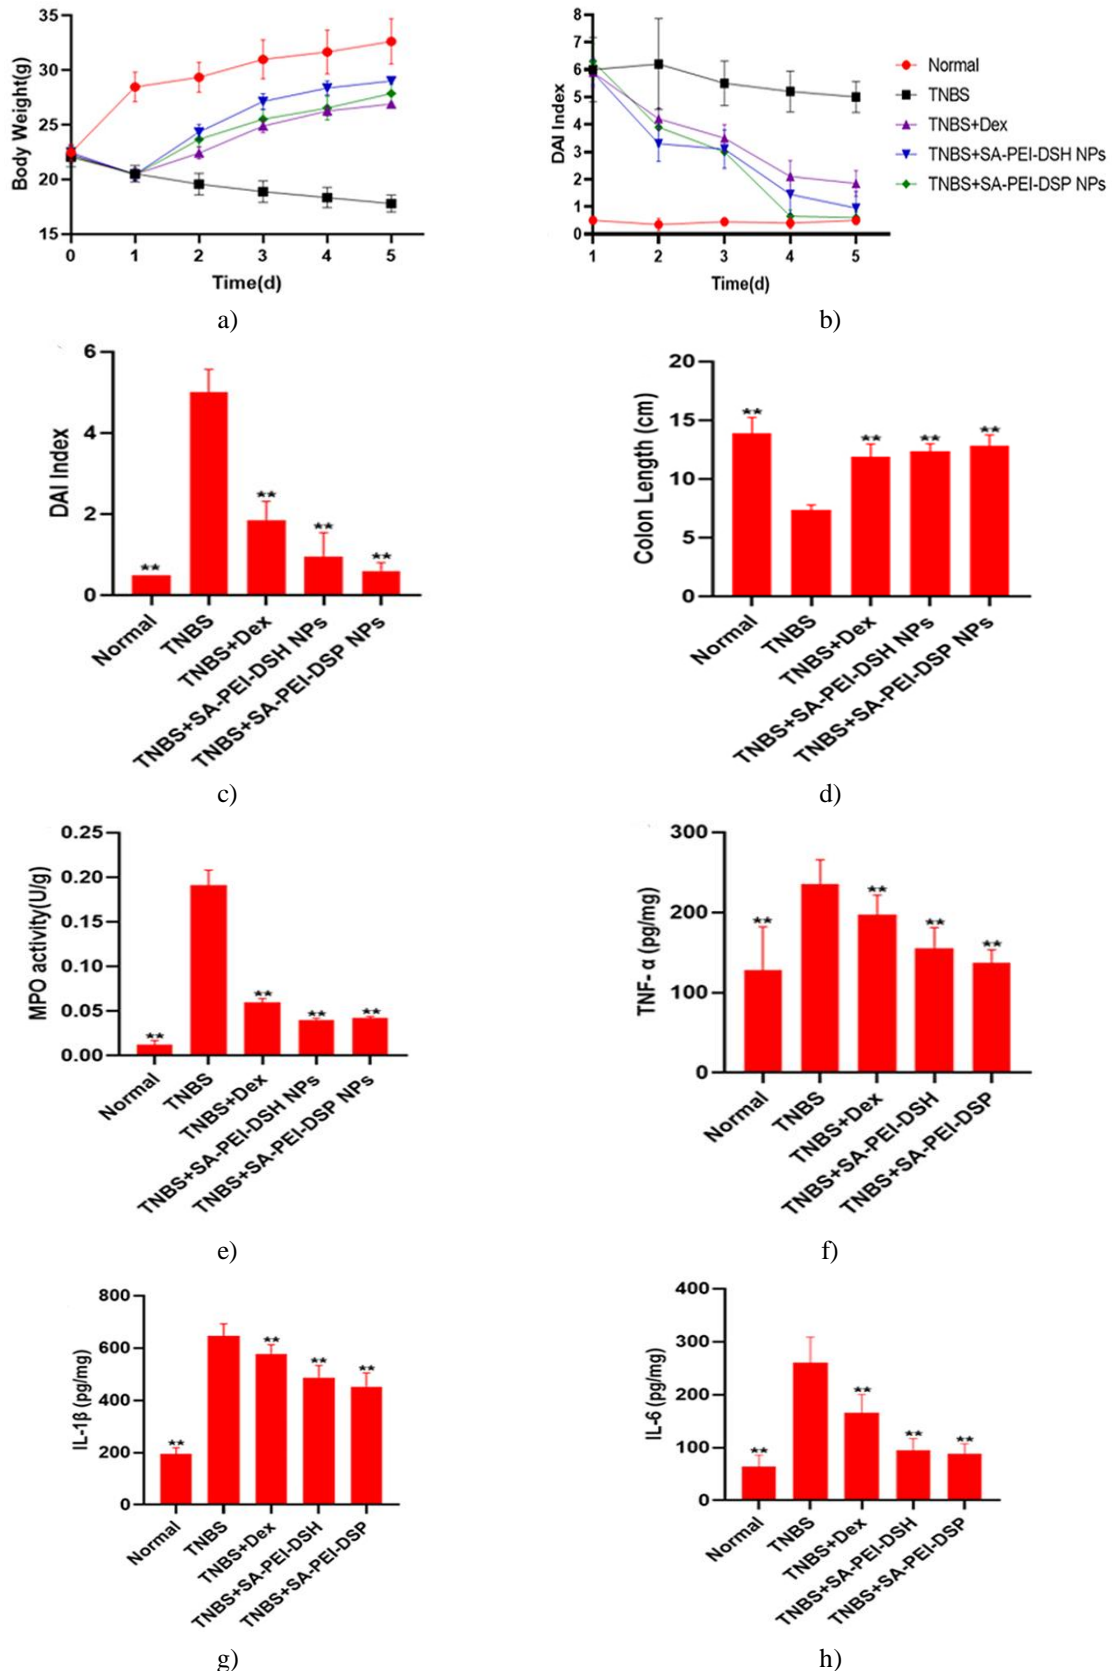 35
30
25
20
15
Body Weight(g)
0 1 2 3 4 5
Time(d)
a)
8
7
6
5
4
3
2
1
0
DAI Index
1 2 3 4 5
Time(d)
Normal
TNBS
TNBS+Dex
TNBS+SA-PEI-DSH NPs
TNBS+SA-PEI-DSP NPs
b)
6
4
2
0
DAI Index
** ** ** **
Normal
TNBS
TNBS+Dex
TNBS+SA-PEI-DSH NPs
TNBS+SA-PEI-DSP NPs
c)
20
15
10
5
0
Colon Length (cm)
** ** ** **
Normal
TNBS
TNBS+Dex
TNBS+SA-PEI-DSH NPs
TNBS+SA-PEI-DSP NPs
d)
0.25
0.20
0.15
0.10
0.05
0.00
MPO activity(U/g)
** ** ** **
Normal
TNBS
TNBS+Dex
TNBS+SA-PEI-DSH NPs
TNBS+SA-PEI-DSP NPs
e)
300
200
100
0
TNF- α (pg/mg)
** ** ** **
Normal
TNBS
TNBS+Dex
TNBS+SA-PEI-DSH
TNBS+SA-PEI-DSP
f)
800
600
400
200
0
IL-1β (pg/mg)
** ** ** **
Normal
TNBS
TNBS+Dex
TNBS+SA-PEI-DSH
TNBS+SA-PEI-DSP
g)
400
300
200
100
0
IL-6 (pg/mg)
** ** ** **
Normal
TNBS
TNBS+Dex
TNBS+SA-PEI-DSH
TNBS+SA-PEI-DSP
h)